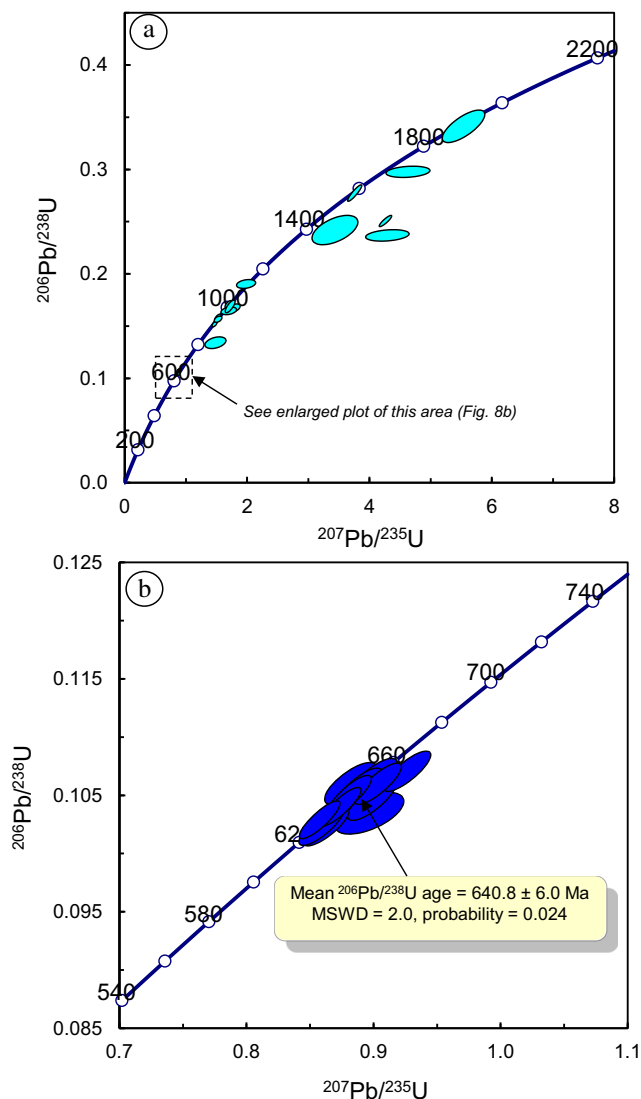 a
0.4
0.3
0.2
0.1
0.0
²⁰⁶Pb/²³⁸U
2200
1800
1400
1000
600
200
See enlarged plot of this area (Fig. 8b)
0 2 4 6 8
²⁰⁷Pb/²³⁵U
b
0.125
0.115
0.105
0.095
0.085
²⁰⁶Pb/²³⁸U
740
700
660
62
580
540
Mean ²⁰⁶Pb/²³⁸U age = 640.8 ± 6.0 Ma
MSWD = 2.0, probability = 0.024
0.7 0.8 0.9 1.0 1.1
²⁰⁷Pb/²³⁵U